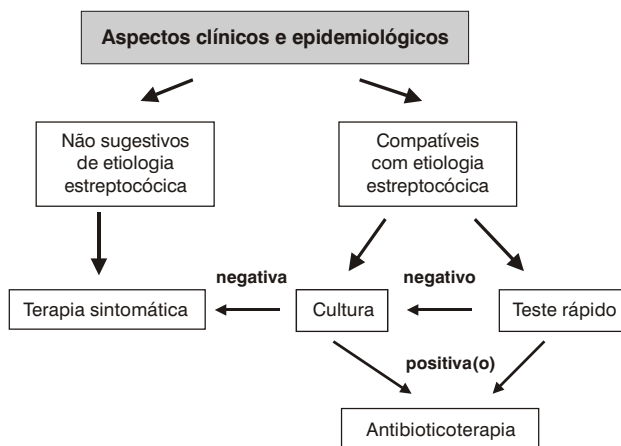 Aspectos clínicos e epidemiológicos
Não sugestivos
de etiologia
estreptocócica
Compatíveis
com etiologia
estreptocócica
negativa
negativo
Terapia sintomática
Cultura
Teste rápido
positiva(o)
Antibioticoterapia